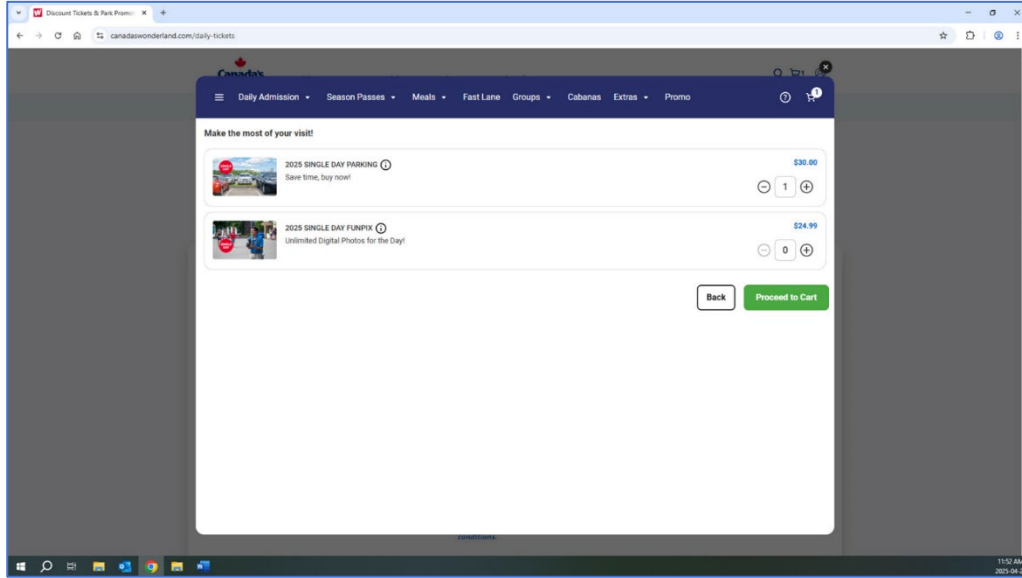 Discount Tickets & Park Promo
canadaswonderland.com/daily-tickets
Canada's
Daily Admission Season Passes Meals Fast Lane Groups Cabanas Extras Promo 1
Make the most of your visit!
2025 SINGLE DAY PARKING
Save time, buy now!
$30.00
1
2025 SINGLE DAY FUNPIX
Unlimited Digital Photos for the Day!
$24.99
0
Back Proceed to Cart
conditions.
11:52 AM